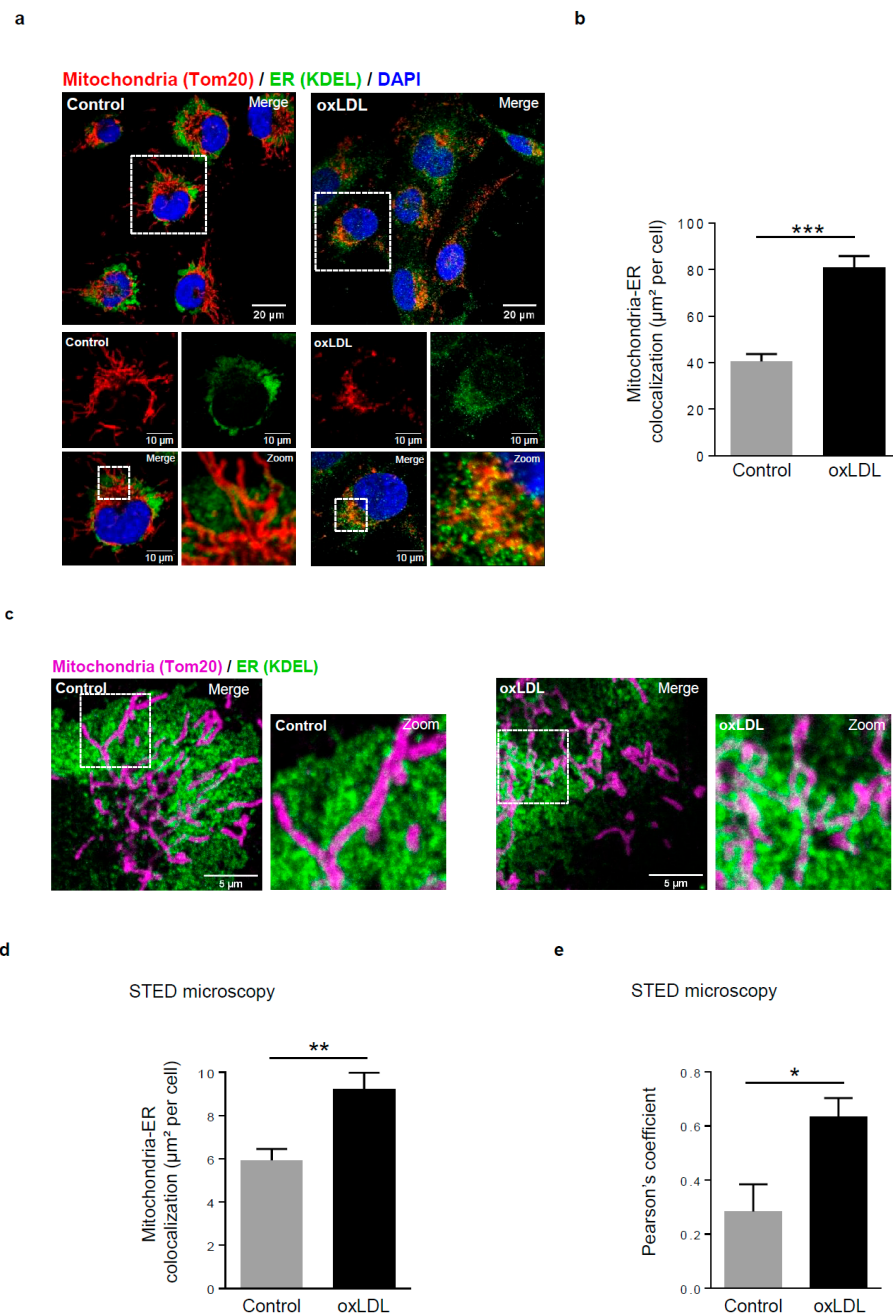 a
Mitochondria (Tom20) / ER (KDEL) / DAPI
Control
Merge
20 µm
oxLDL
Merge
20 µm
Control
10 µm
10 µm
oxLDL
10 µm
10 µm
Merge
10 µm
Zoom
Merge
10 µm
Zoom
b
Mitochondria-ER
colocalization (µm² per cell)
100
80
60
40
20
0
***
Control
oxLDL
c
Mitochondria (Tom20) / ER (KDEL)
Control
Merge
5 µm
Control
Zoom
oxLDL
Merge
5 µm
oxLDL
Zoom
d
STED microscopy
Mitochondria-ER
colocalization (µm² per cell)
10
8
6
4
2
0
**
Control
oxLDL
e
STED microscopy
Pearson's coefficient
0.8
0.6
0.4
0.2
0
*
Control
oxLDL